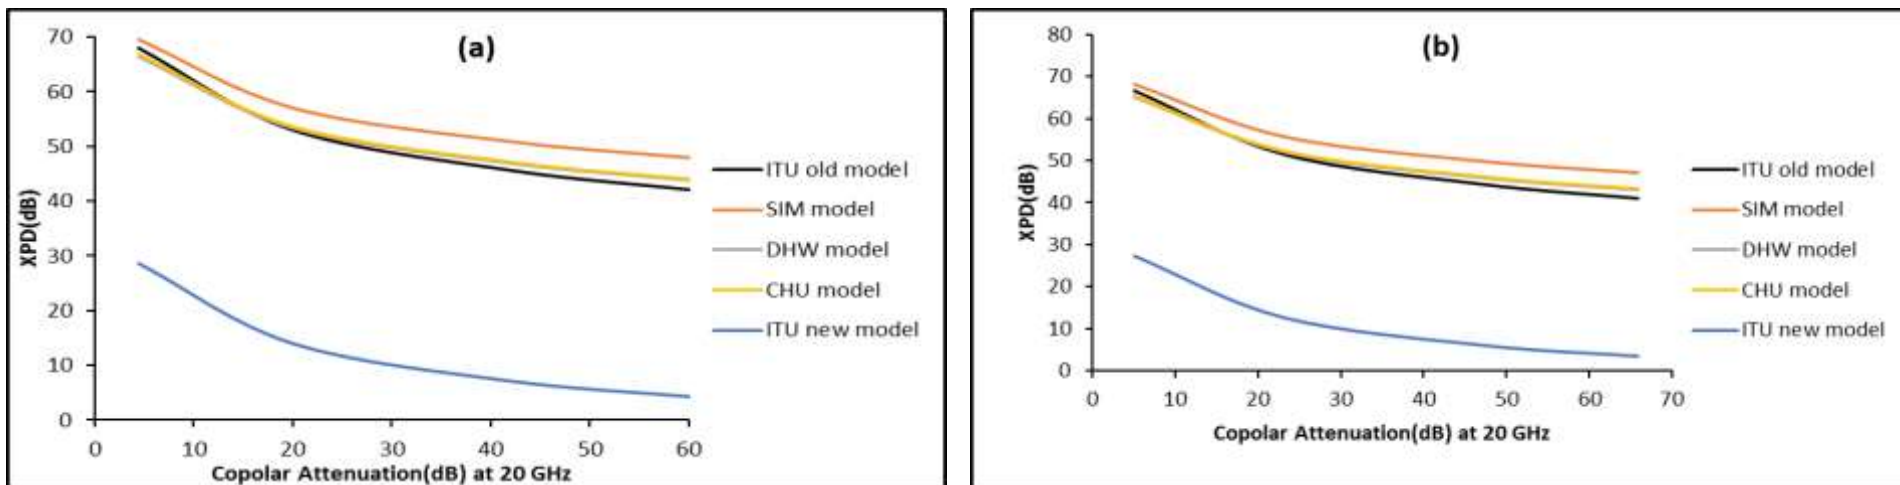 (a)
70
60
50
40
30
20
10
0
XPD(dB)
0 10 20 30 40 50 60
Copolar Attenuation(dB) at 20 GHz
ITU old model
SIM model
DHW model
CHU model
ITU new model
(b)
80
70
60
50
40
30
20
10
0
XPD(dB)
0 10 20 30 40 50 60 70
Copolar Attenuation(dB) at 20 GHz
ITU old model
SIM model
DHW model
CHU model
ITU new model